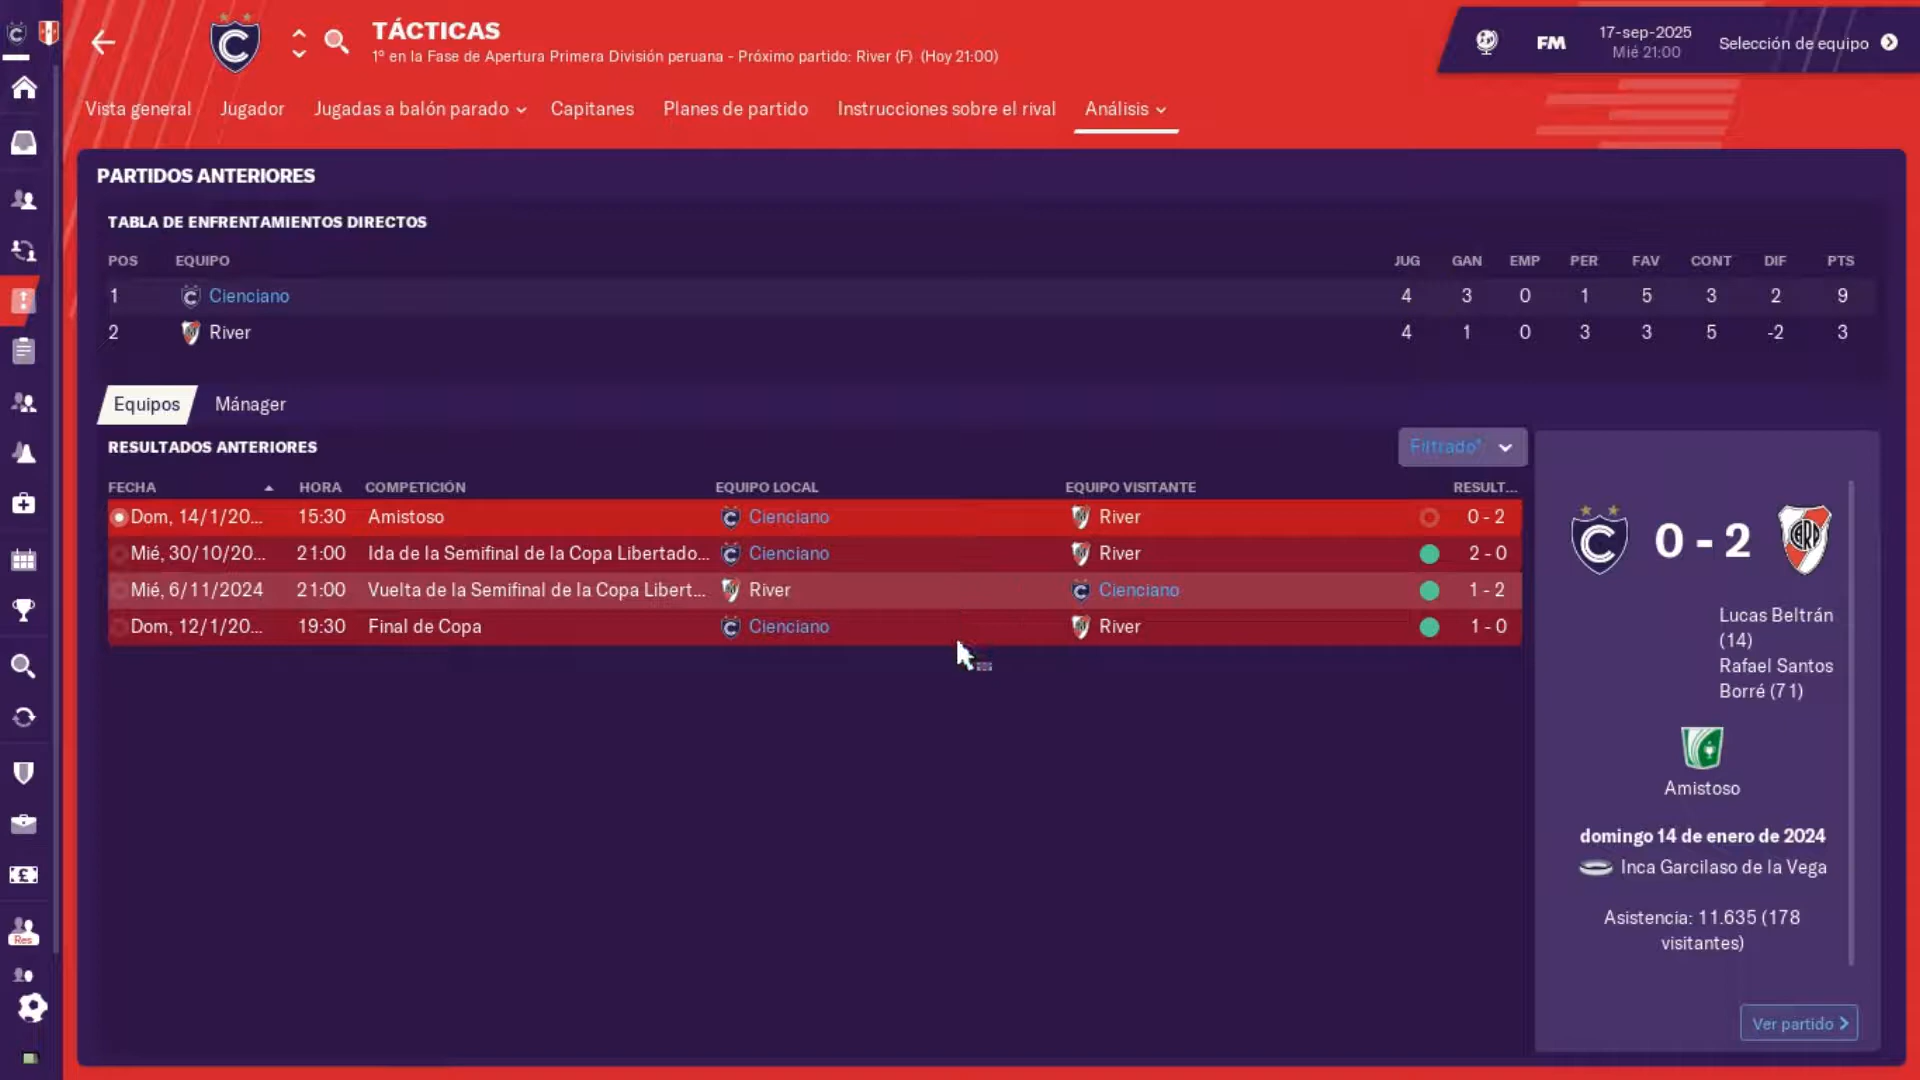 TÁCTICAS
1º en la Fase de Apertura Primera División peruana - Próximo partido: River (F) (Hoy 21:00)
FM
17-sep-2025
Mié 21:00
Selección de equipo
Vista general Jugador Jugadas a balón parado Capitanes Planes de partido Instrucciones sobre el rival Análisis
PARTIDOS ANTERIORES
TABLA DE ENFRENTAMIENTOS DIRECTOS
POS EQUIPO JUG GAN EMP PER FAV CONT DIF PTS
1 Cienciano 4 3 0 1 5 3 2 9
2 River 4 1 0 3 3 5 -2 3
Equipos Mánager
RESULTADOS ANTERIORES
Filtrado*
FECHA HORA COMPETICIÓN EQUIPO LOCAL EQUIPO VISITANTE RESULT...
Dom, 14/1/20... 15:30 Amistoso Cienciano River 0 - 2
Mié, 30/10/20... 21:00 Ida de la Semifinal de la Copa Libertado... Cienciano River 2 - 0
Mié, 6/11/2024 21:00 Vuelta de la Semifinal de la Copa Libert... River Cienciano 1 - 2
Dom, 12/1/20... 19:30 Final de Copa Cienciano River 1 - 0
0 - 2
Lucas Beltrán
(14)
Rafael Santos
Borré (71)
Amistoso
domingo 14 de enero de 2024
Inca Garcilaso de la Vega
Asistencia: 11.635 (178
visitantes)
Ver partido
Res